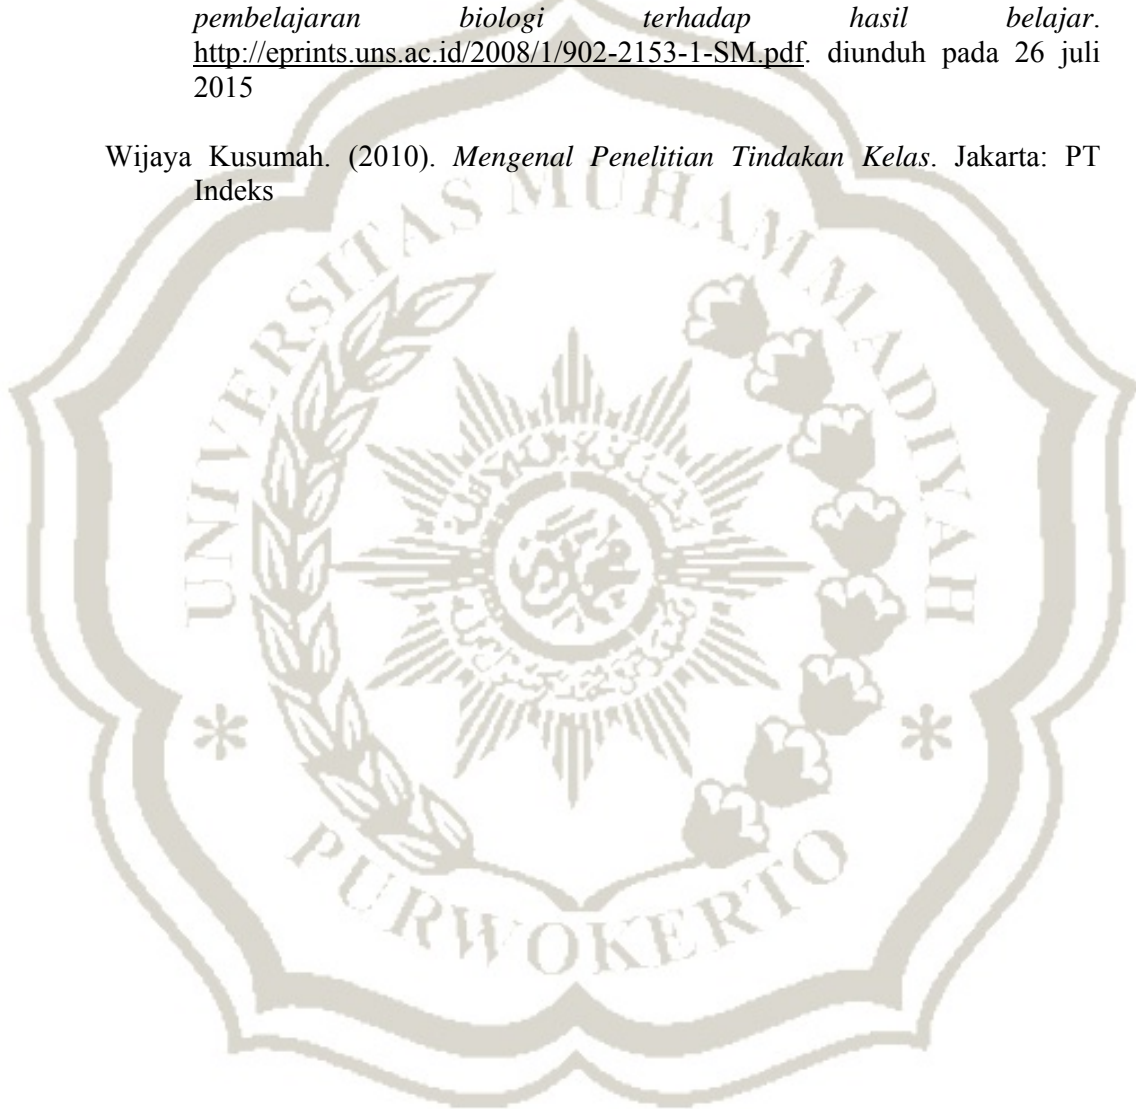 pembelajaran biologi terhadap hasil belajar.
http://eprints.uns.ac.id/2008/1/902-2153-1-SM.pdf. diunduh pada 26 juli
2015
Wijaya Kusumah. (2010). Mengenal Penelitian Tindakan Kelas. Jakarta: PT
Indeks
UNIVERSITAS MUHAMMADIYAH
PURWOKERTO